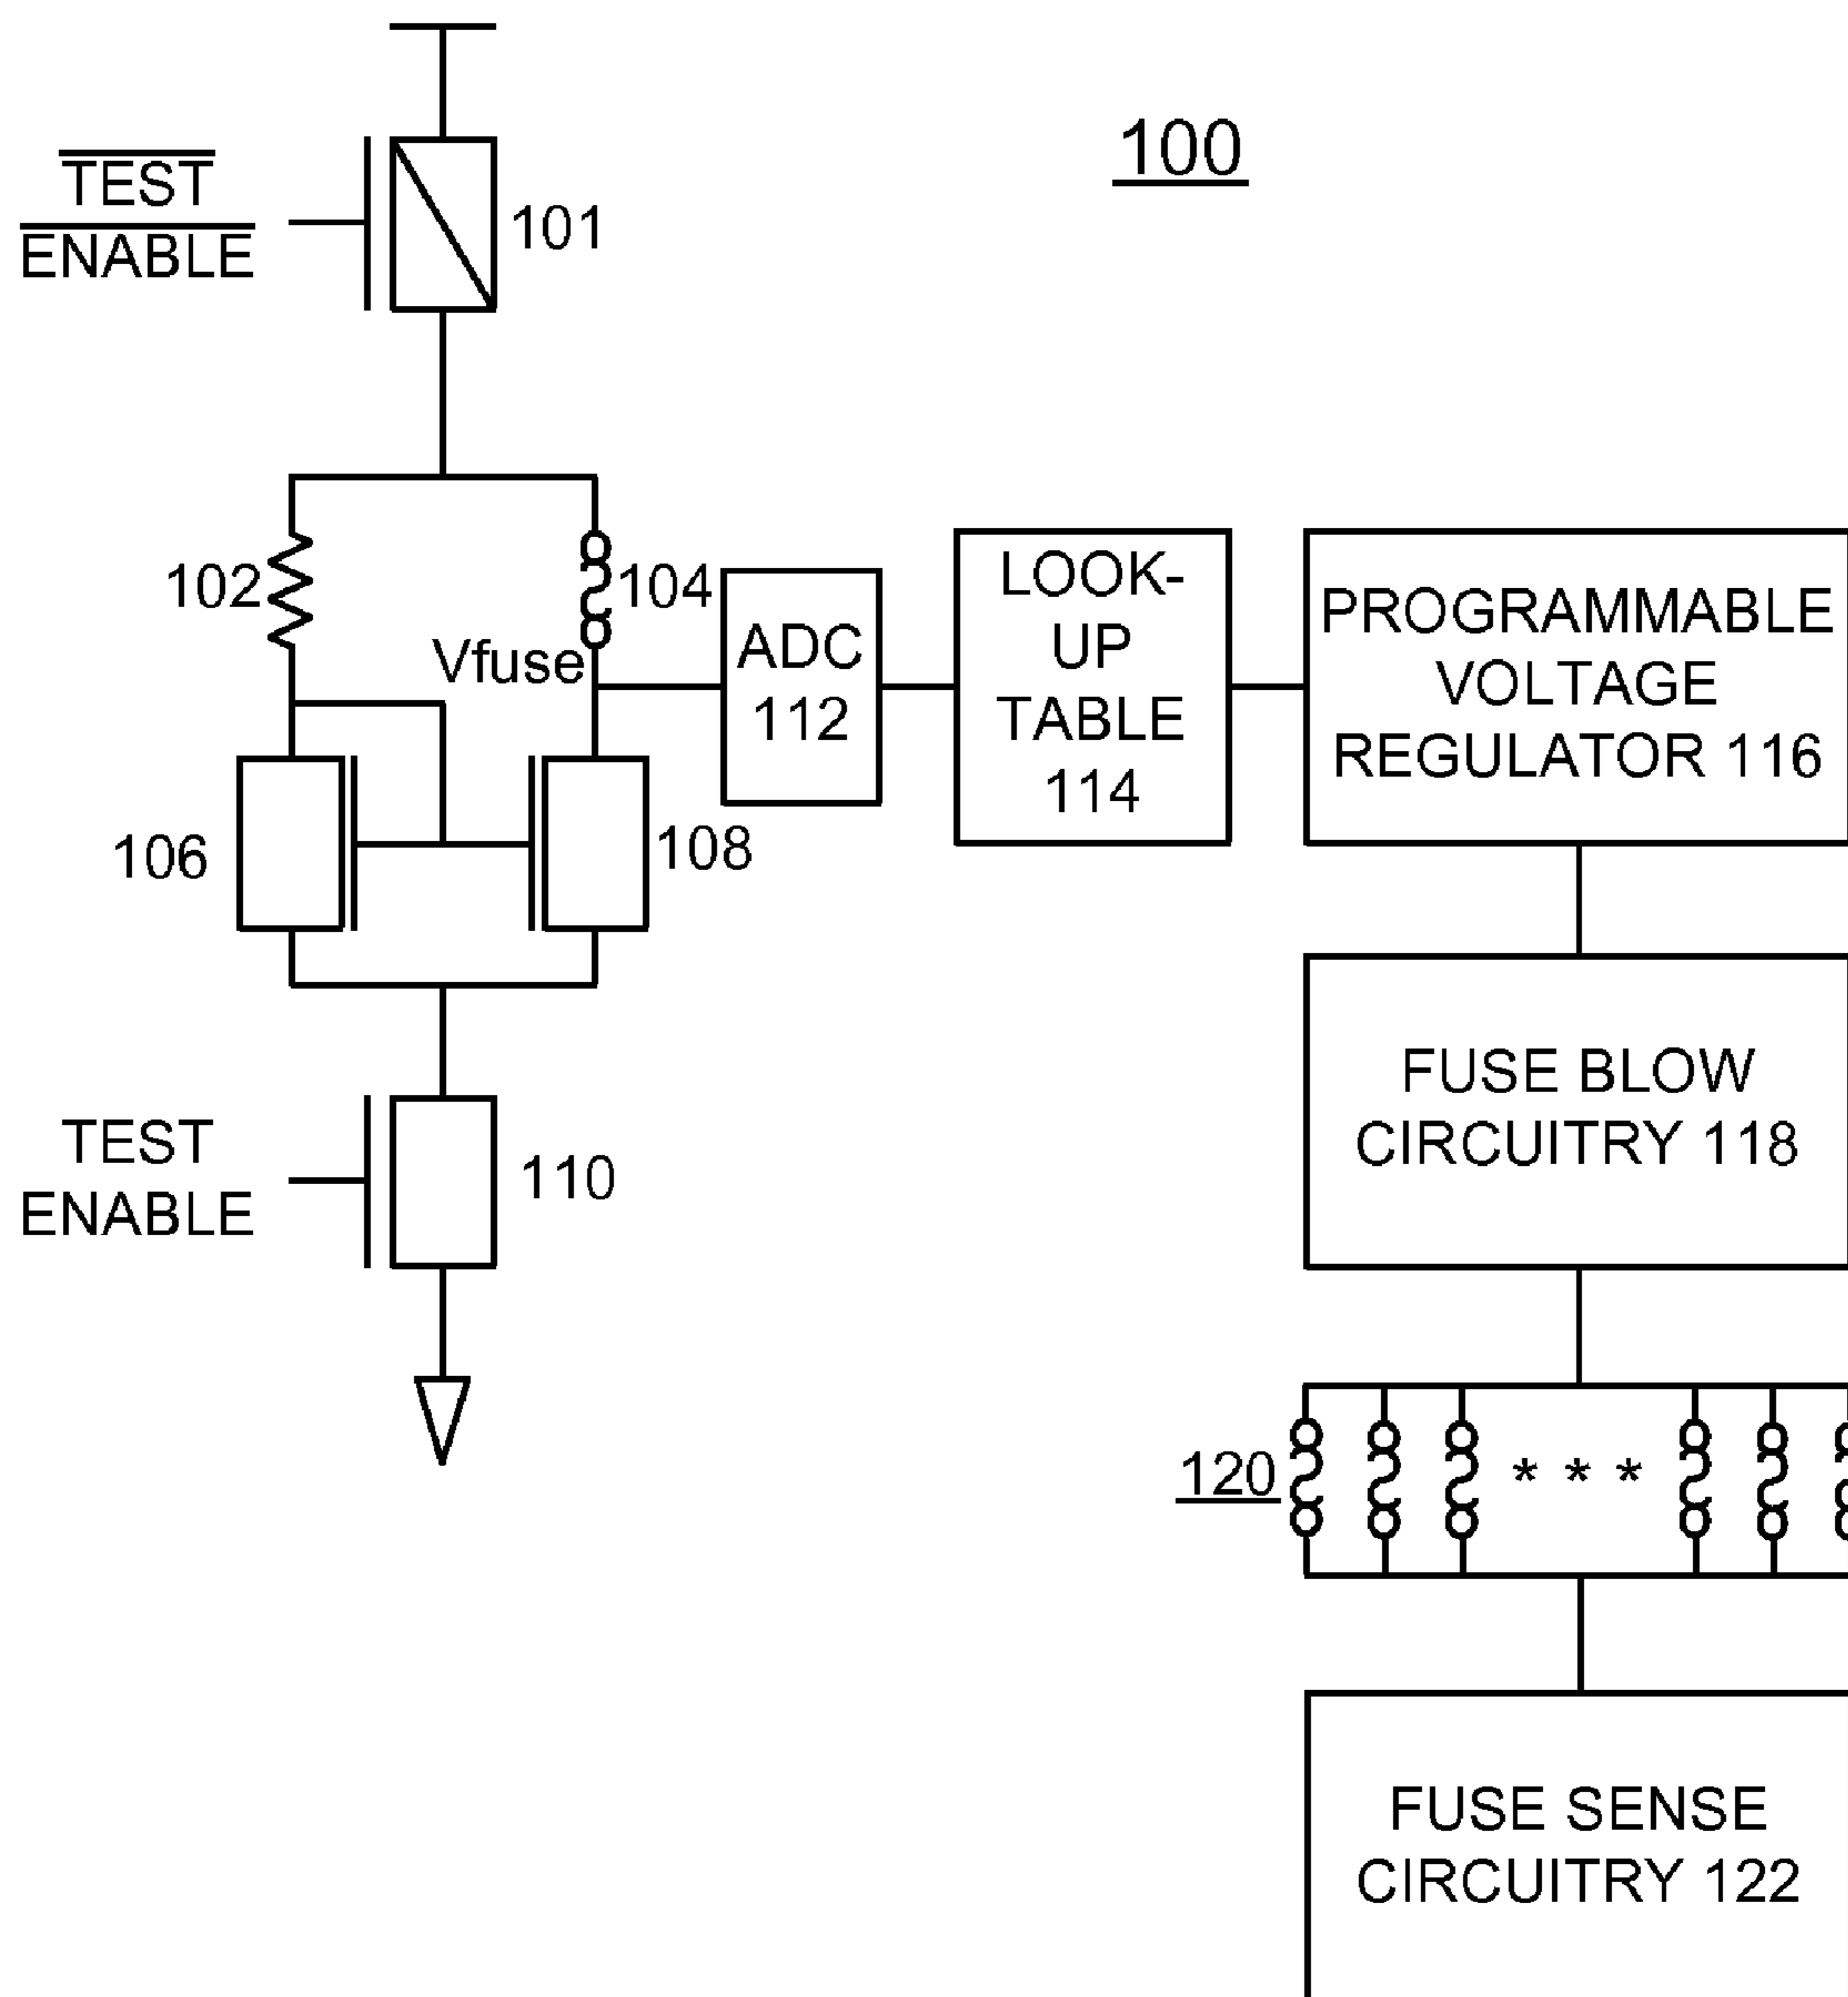 100
TEST
ENABLE
101
102
104
Vfuse
ADC
112
LOOK-
UP
TABLE
114
PROGRAMMABLE
VOLTAGE
REGULATOR 116
106
108
FUSE BLOW
CIRCUITRY 118
TEST
ENABLE
110
120
* * *
FUSE SENSE
CIRCUITRY 122